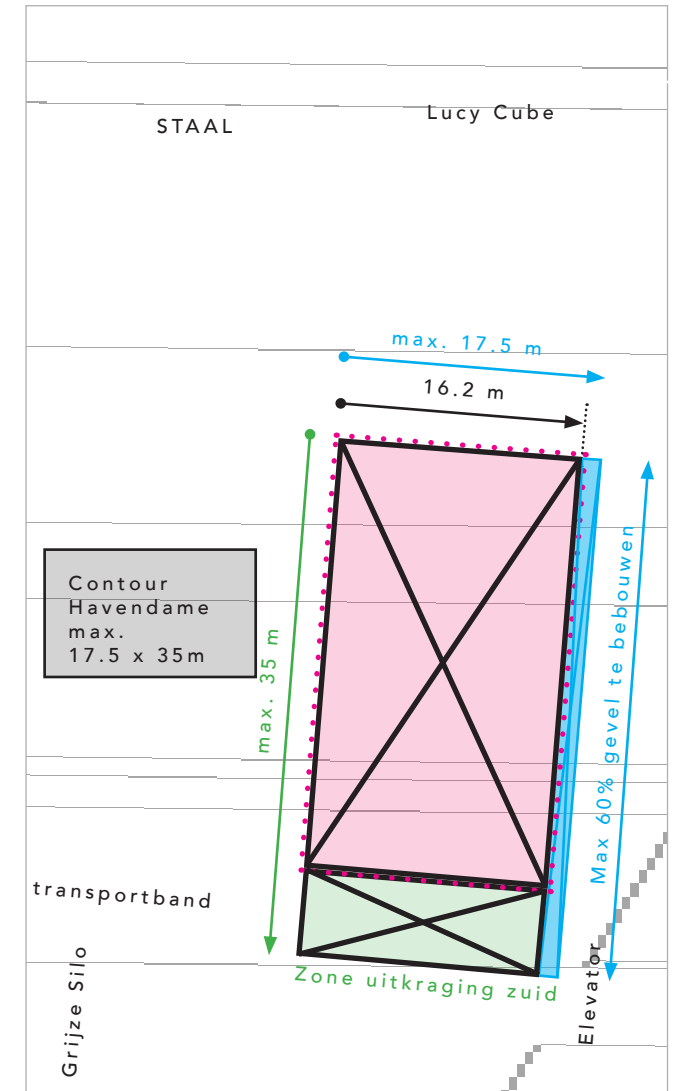 STAAL
Lucy Cube
max. 17.5 m
16.2 m
Contour
Havendame
max.
17.5 x 35m
max. 35 m
Max 60% gevel te bebouwen
transportband
Grijze Silo
Zone uitkraging zuid
Elevator